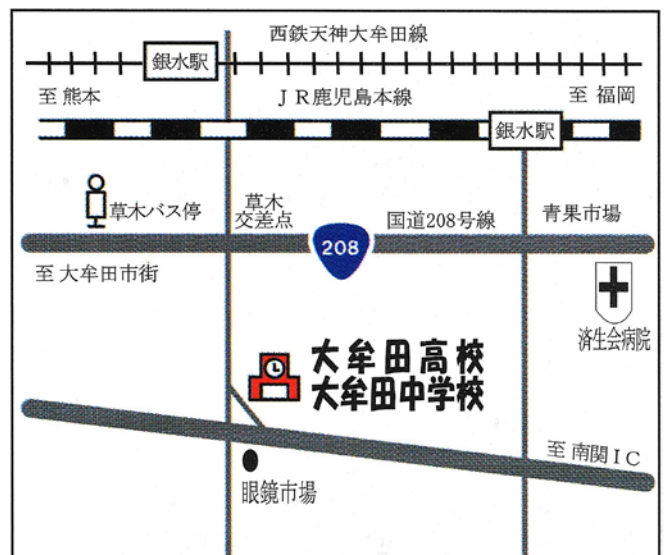 西鉄天神大牟田線
銀水駅
至 熊本
ＪＲ鹿児島本線
至 福岡
銀水駅
草木バス停
草木
交差点
国道208号線
青果市場
208
至 大牟田市街
済生会病院
大牟田高校
大牟田中学校
至 南関ＩＣ
眼鏡市場